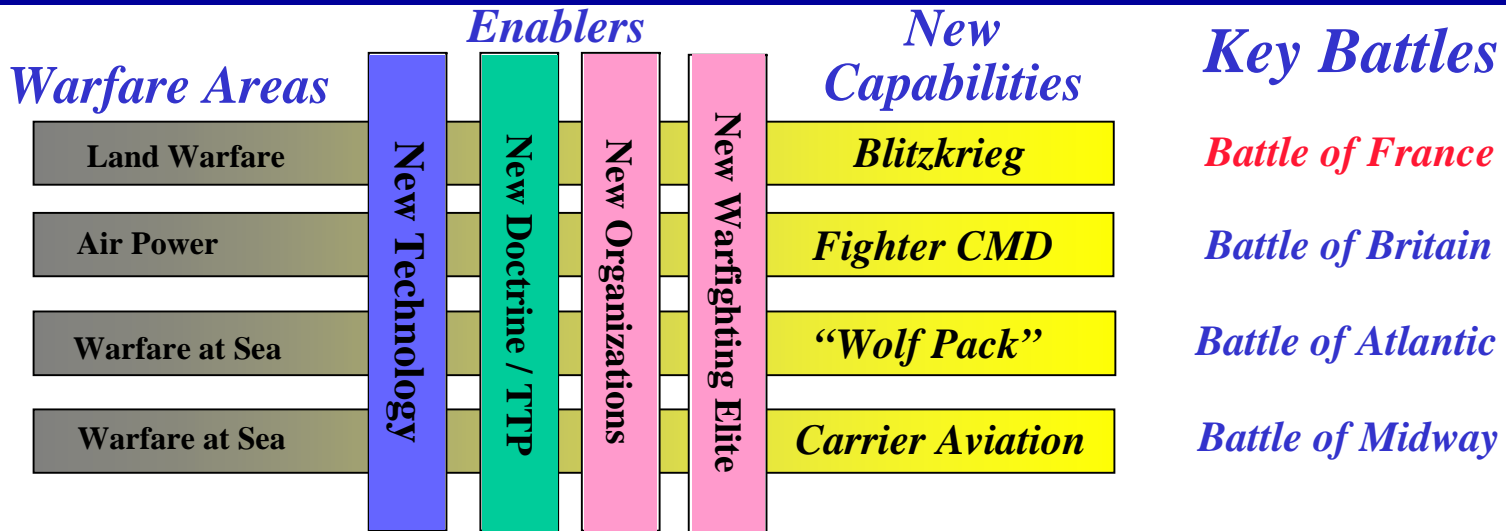 Enablers
New
Capabilities
Key Battles
Warfare Areas
New Technology
New Doctrine / TTP
New Organizations
New Warfighting Elite
Land Warfare
Blitzkrieg
Battle of France
Air Power
Fighter CMD
Battle of Britain
Warfare at Sea
“Wolf Pack”
Battle of Atlantic
Warfare at Sea
Carrier Aviation
Battle of Midway